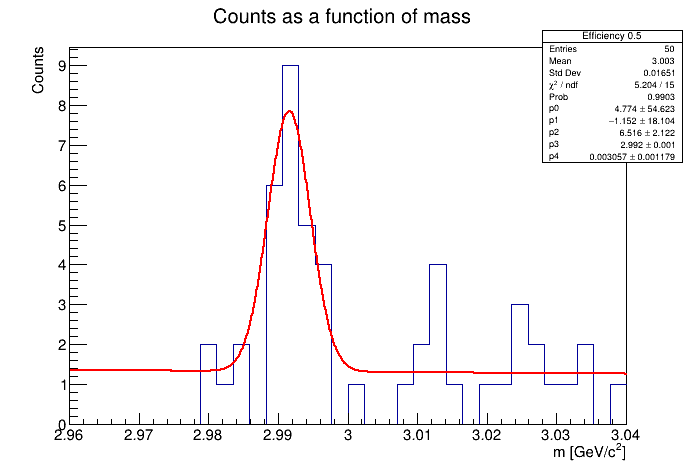 Counts as a function of mass
Efficiency 0.5
Entries 50
Mean 3.003
Std Dev 0.01651
χ² / ndf 5.204 / 15
Prob 0.9903
p0 4.774 ± 54.623
p1 −1.152 ± 18.104
p2 6.516 ± 2.122
p3 2.992 ± 0.001
p4 0.003057 ± 0.001179
Counts
9
8
7
6
5
4
3
2
1
0
2.96 2.97 2.98 2.99 3 3.01 3.02 3.03 3.04
m [GeV/c²]